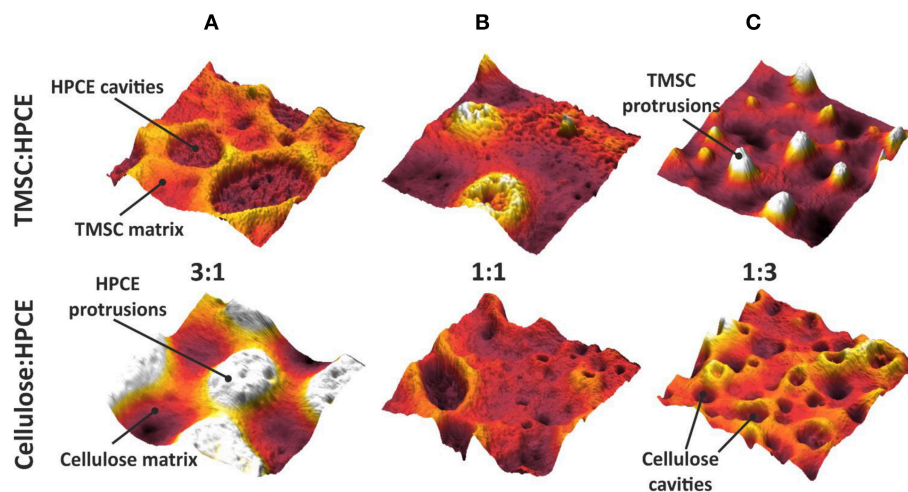 A
B
C
TMSC:HPCE
HPCE cavities
TMSC matrix
TMSC
protrusions
3:1
1:1
1:3
Cellulose:HPCE
HPCE
protrusions
Cellulose matrix
Cellulose
cavities